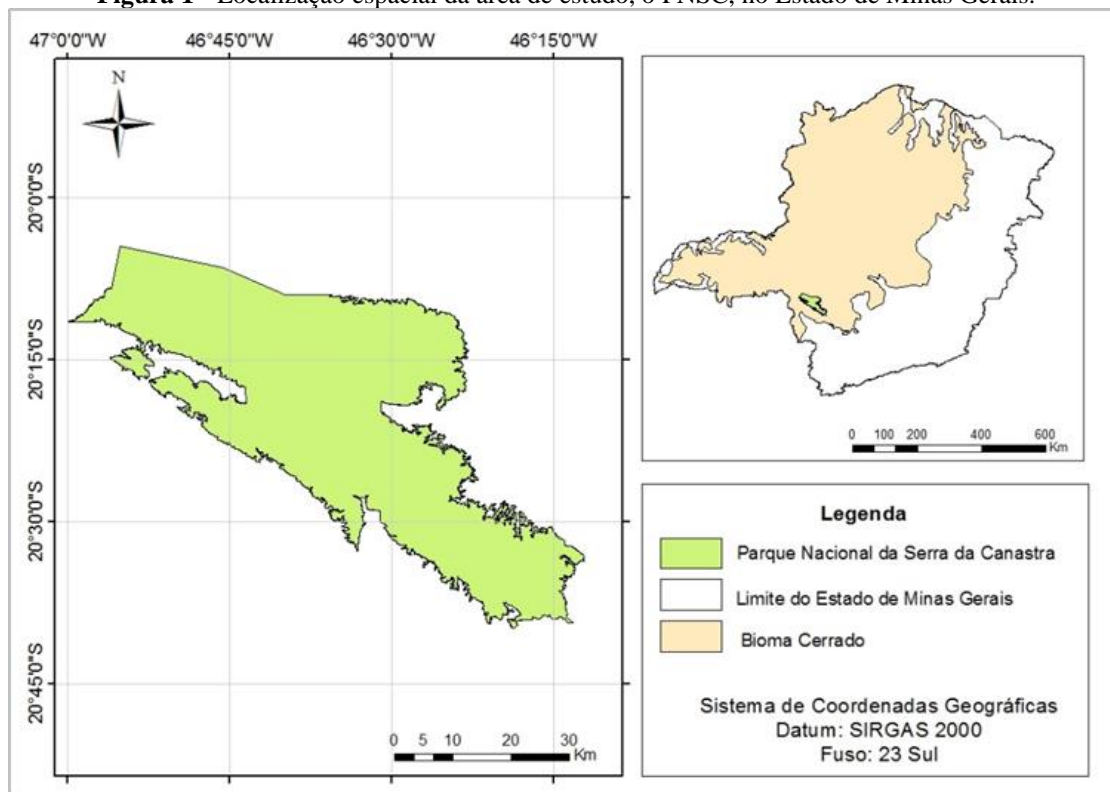 Figura 1 - Localização espacial da área de estudo, o PNSC, no Estado de Minas Gerais.
47°0'0"W 46°45'0"W 46°30'0"W 46°15'0"W
N
20°0'0"S
20°15'0"S
20°30'0"S
20°45'0"S
0 5 10 20 30
Km
0 100 200 400 600
Km
Legenda
Parque Nacional da Serra da Canastra
Limite do Estado de Minas Gerais
Bioma Cerrado
Sistema de Coordenadas Geográficas
Datum: SIRGAS 2000
Fuso: 23 Sul